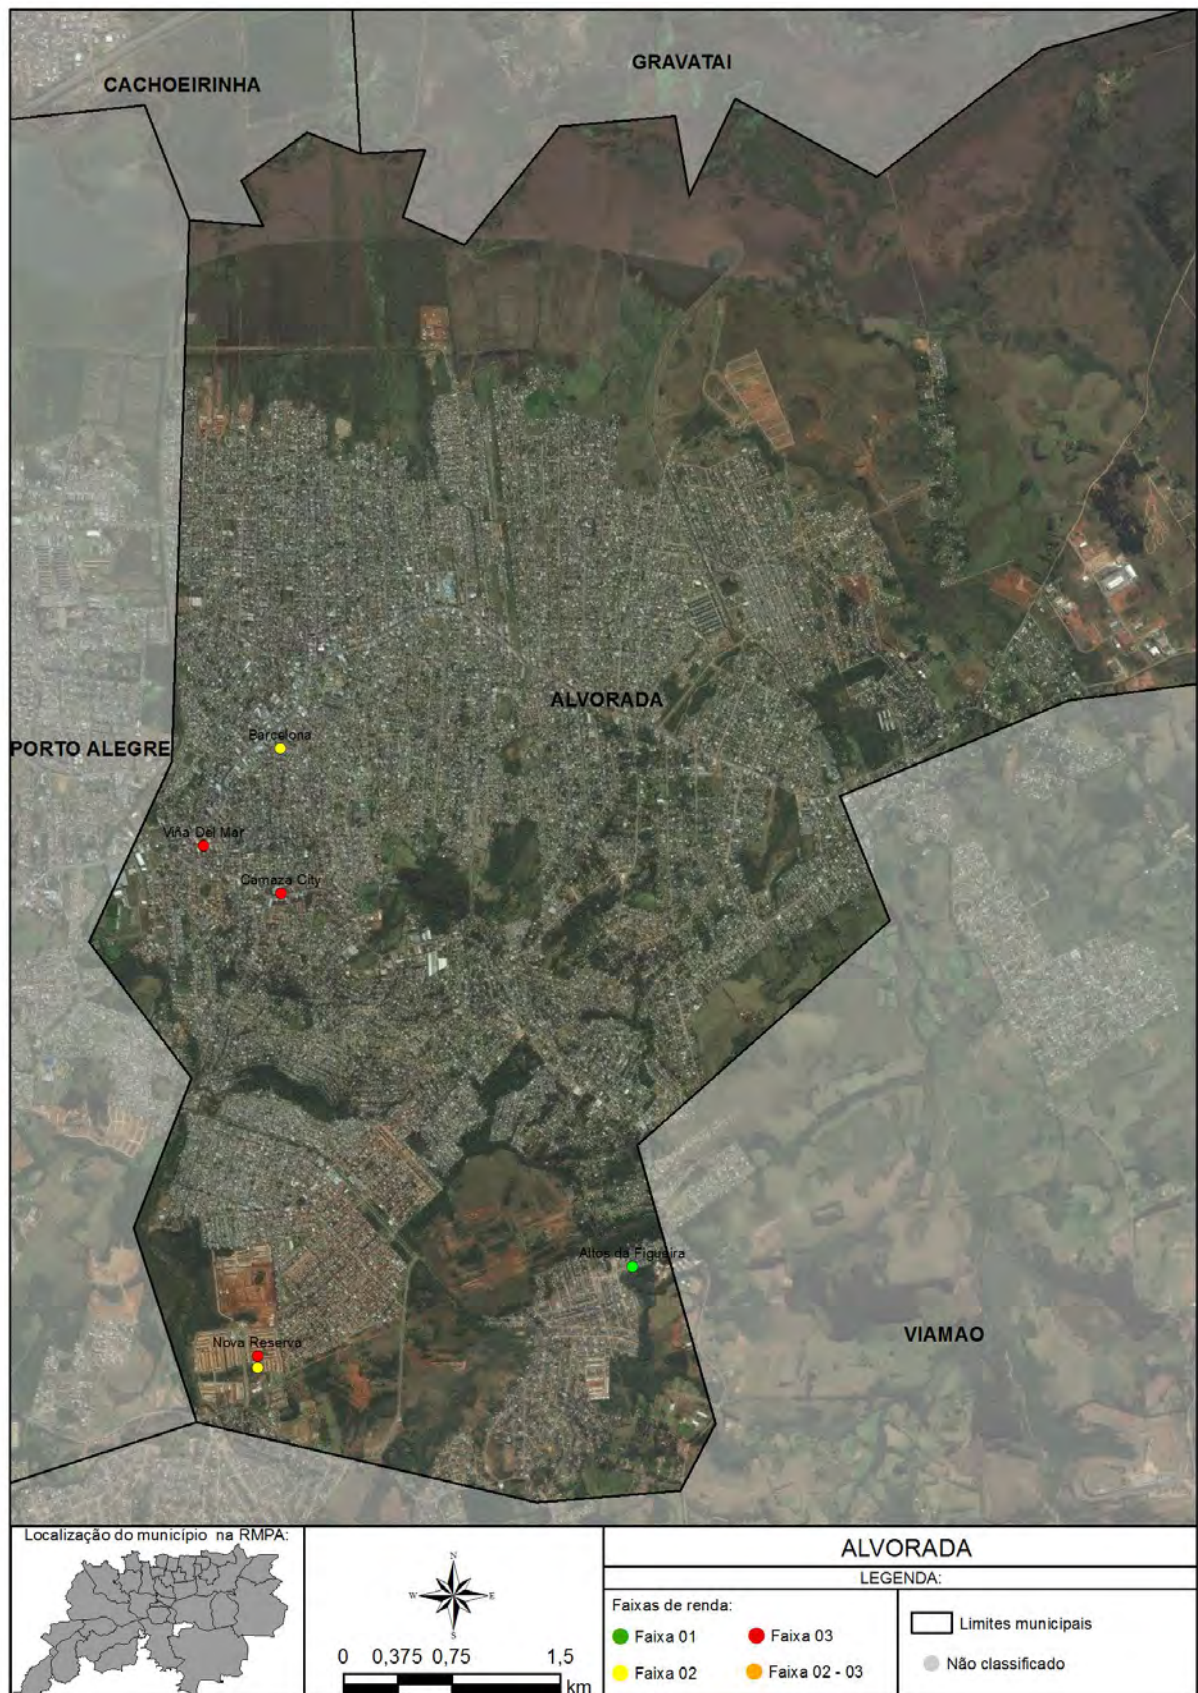 GRAVATAI
CACHOEIRINHA
ALVORADA
Barcelona
PORTO ALEGRE
Viña Del Mar
Camaza City
Altos da Figueira
VIAMAO
Nova Reserva
Localização do município na RMPA:
N
W E
S
0 0,375 0,75 1,5
km
ALVORADA
LEGENDA:
Faixas de renda:
Faixa 01
Faixa 03
Faixa 02
Faixa 02 - 03
Limites municipais
Não classificado